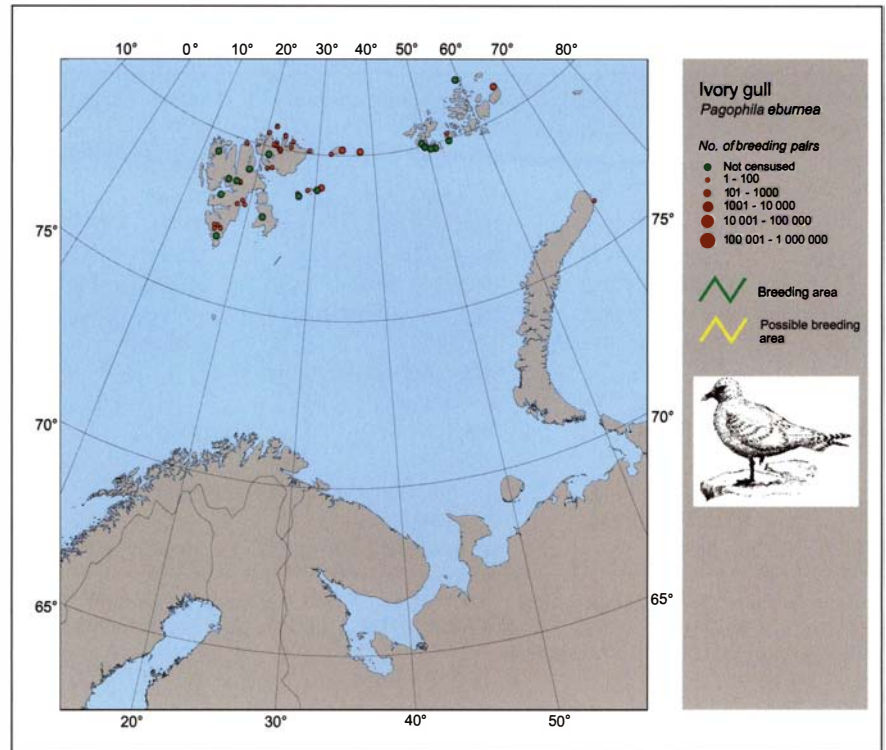 10° 0° 10° 20° 30° 40° 50° 60° 70° 80°
Ivory gull
Pagophila eburnea
No. of breeding pairs
Not censused
1 - 100
101 - 1000
1001 - 10 000
10 001 - 100 000
100 001 - 1 000 000
Breeding area
Possible breeding
area
75° 75°
70° 70°
65° 65°
20° 30° 40° 50°